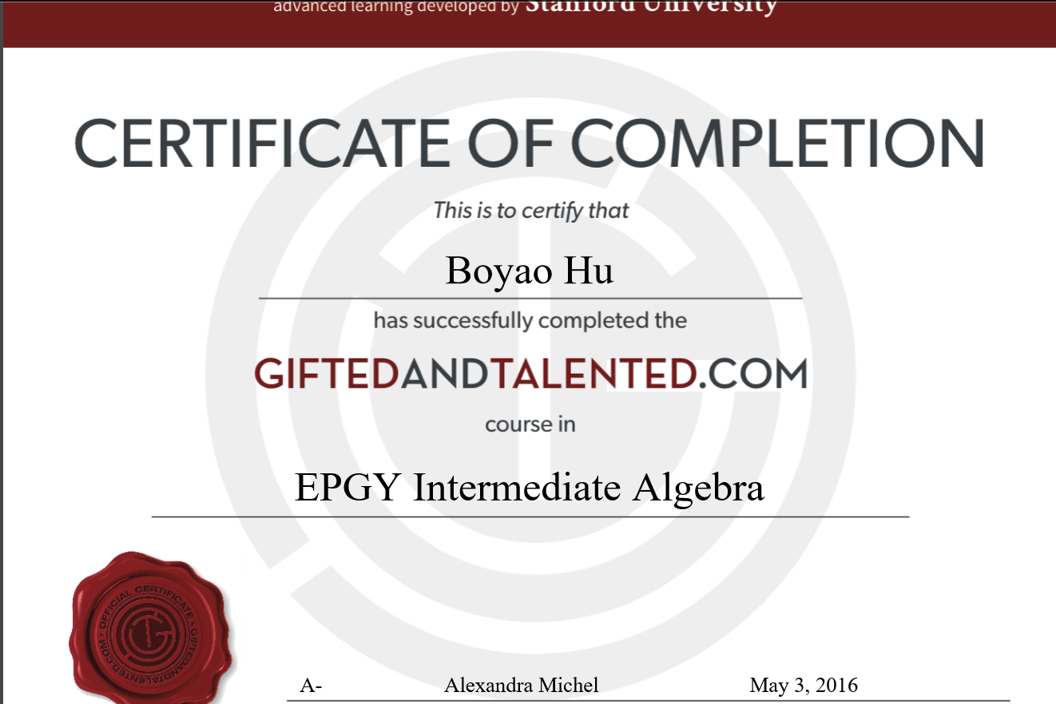 advanced learning developed by Stanford University
CERTIFICATE OF COMPLETION
This is to certify that
Boyao Hu
has successfully completed the
GIFTEDANDTALENTED.COM
course in
EPGY Intermediate Algebra
OFFICIAL CERTIFICATE • GIFTEDANDTALENTED.COM •
A- Alexandra Michel May 3, 2016